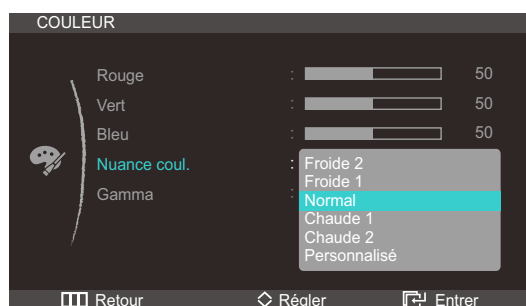 COULEUR
Rouge : 50
Vert : 50
Bleu : 50
Nuance coul. : Froide 2
Froide 1
Gamma :
Normal
Chaude 1
Chaude 2
Personnalisé
Retour Régler Entrer